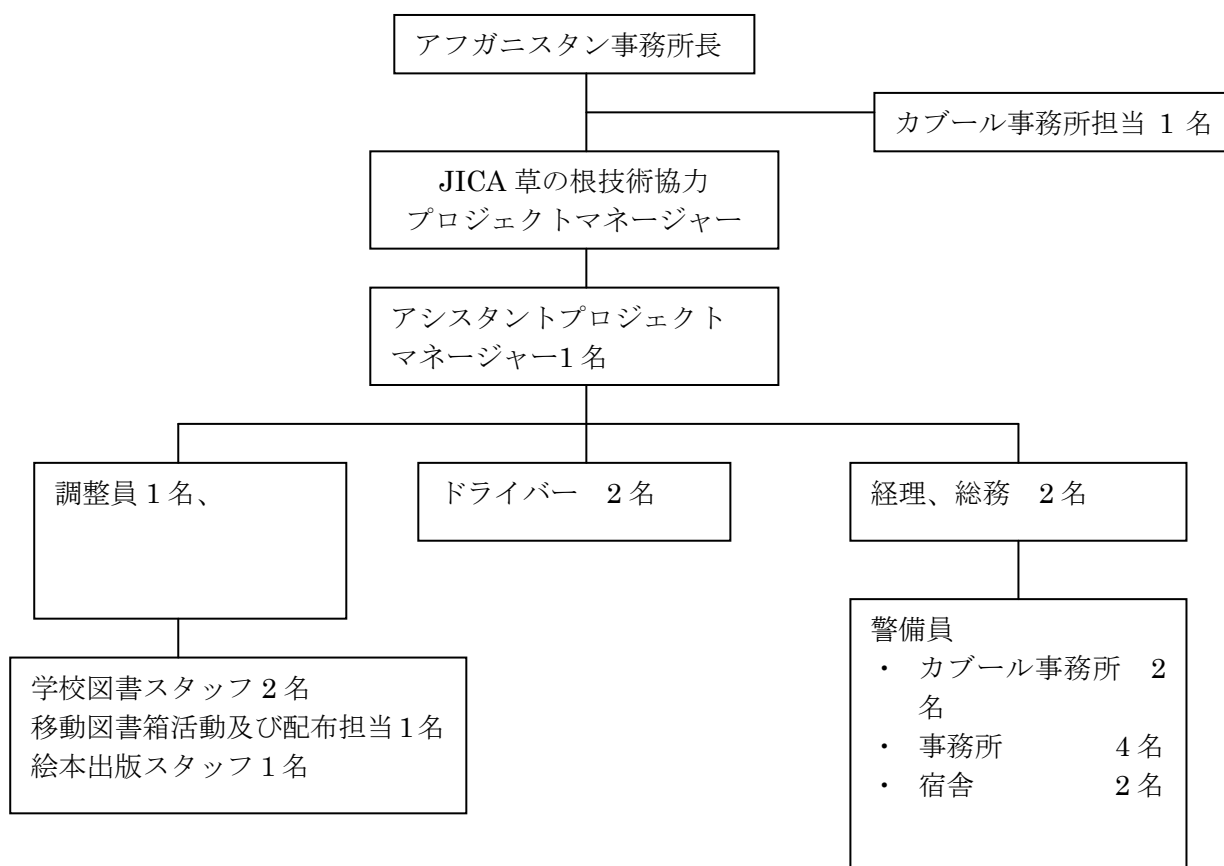 アフガニスタン事務所長
カブール事務所担当 1 名
JICA 草の根技術協力
プロジェクトマネージャー
アシスタントプロジェクト
マネージャー1 名
調整員 1 名、
ドライバー　2 名
経理、総務　2 名
学校図書スタッフ 2 名
移動図書箱活動及び配布担当 1 名
絵本出版スタッフ 1 名
警備員
・ カブール事務所　2
名
・ 事務所　　　　4 名
・ 宿舎　　　　　2 名